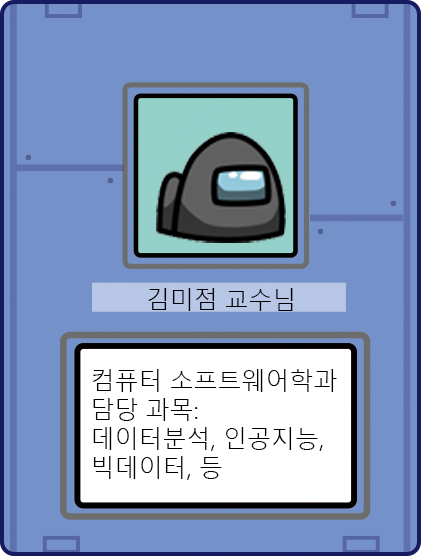 김미점 교수님
컴퓨터 소프트웨어학과
담당 과목:
데이터분석, 인공지능,
빅데이터, 등